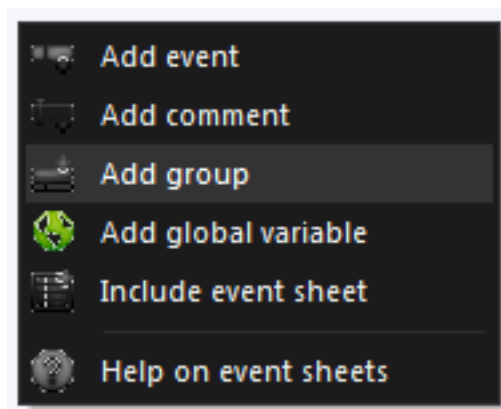 Add event
Add comment
Add group
Add global variable
Include event sheet
Help on event sheets